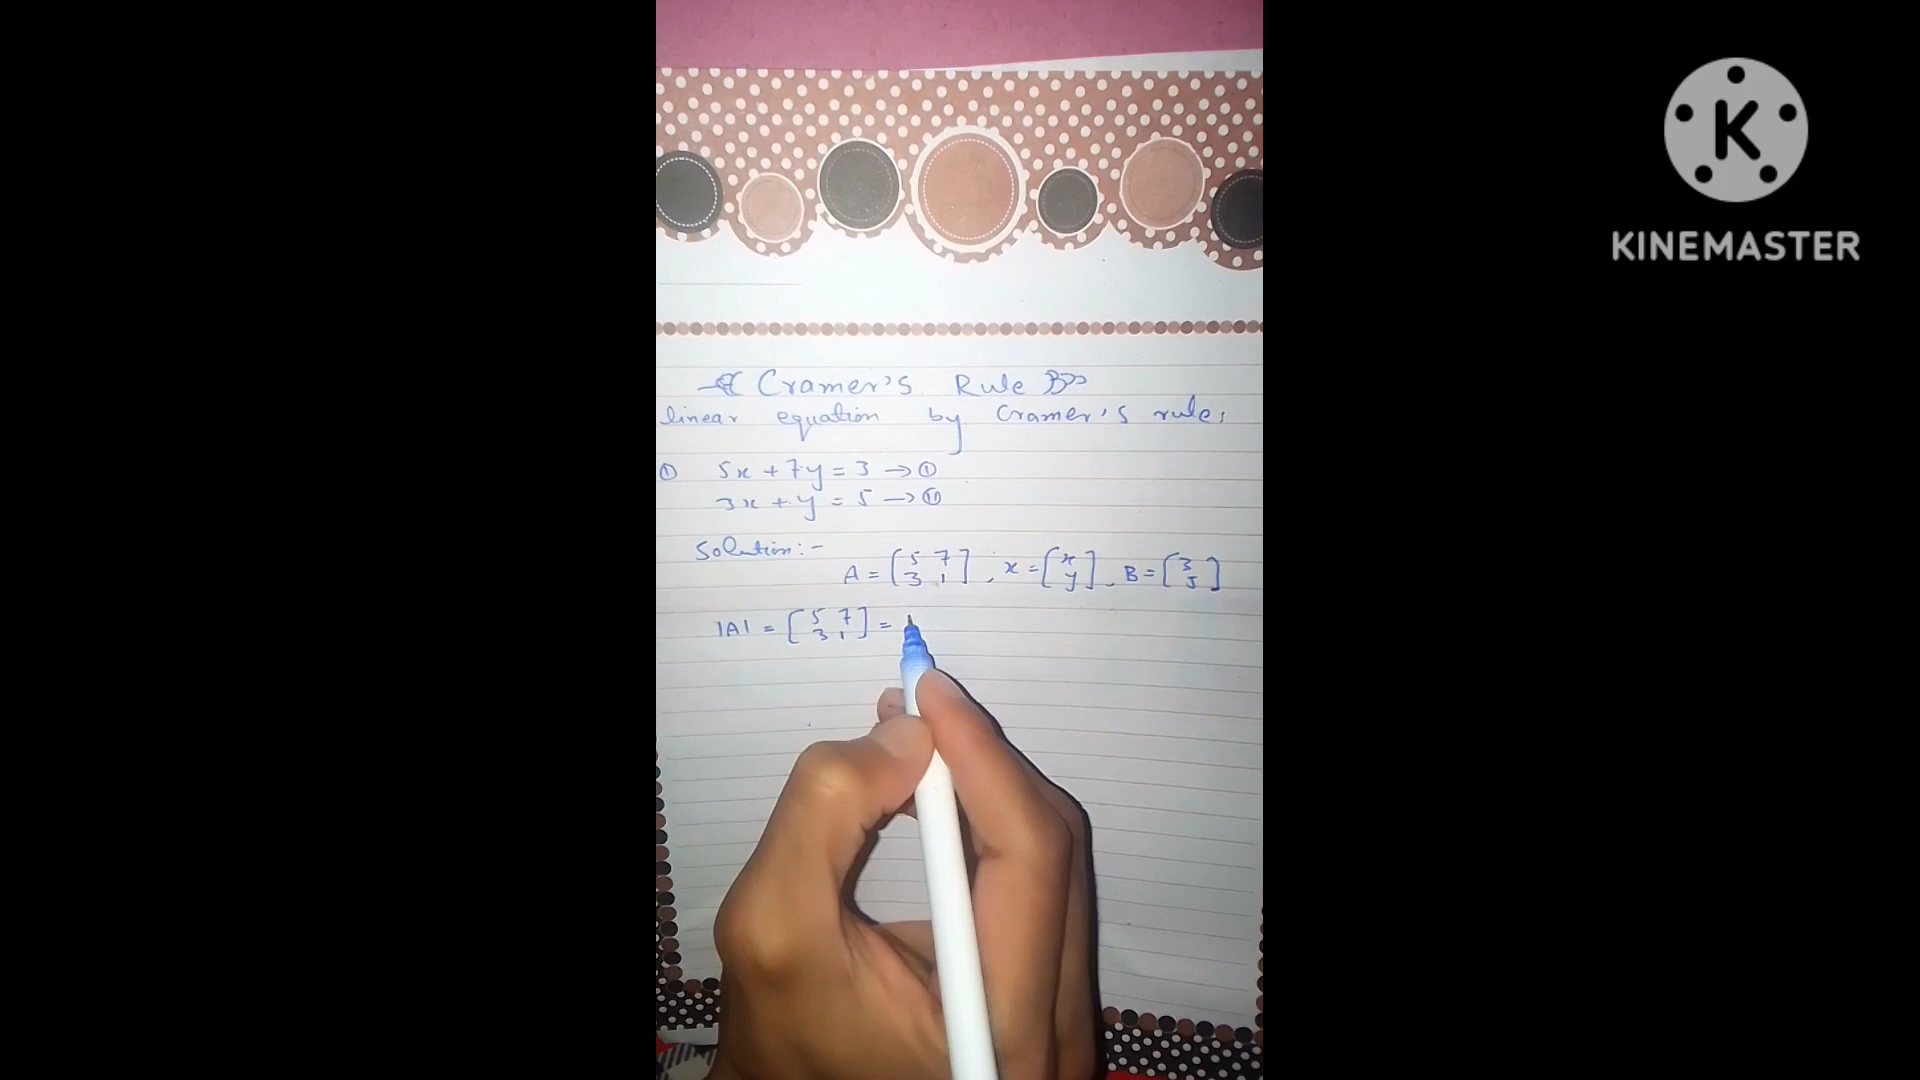 Cramer's Rule
linear equation by Cramer's rule:
① 5x + 7y = 3 → ①
3x + y = 5 → ⑪
Solution:-
A = [5 7 3 1], x = [x y], B = [3 5]
|A| = [5 7 3 1] =
K
KINEMASTER